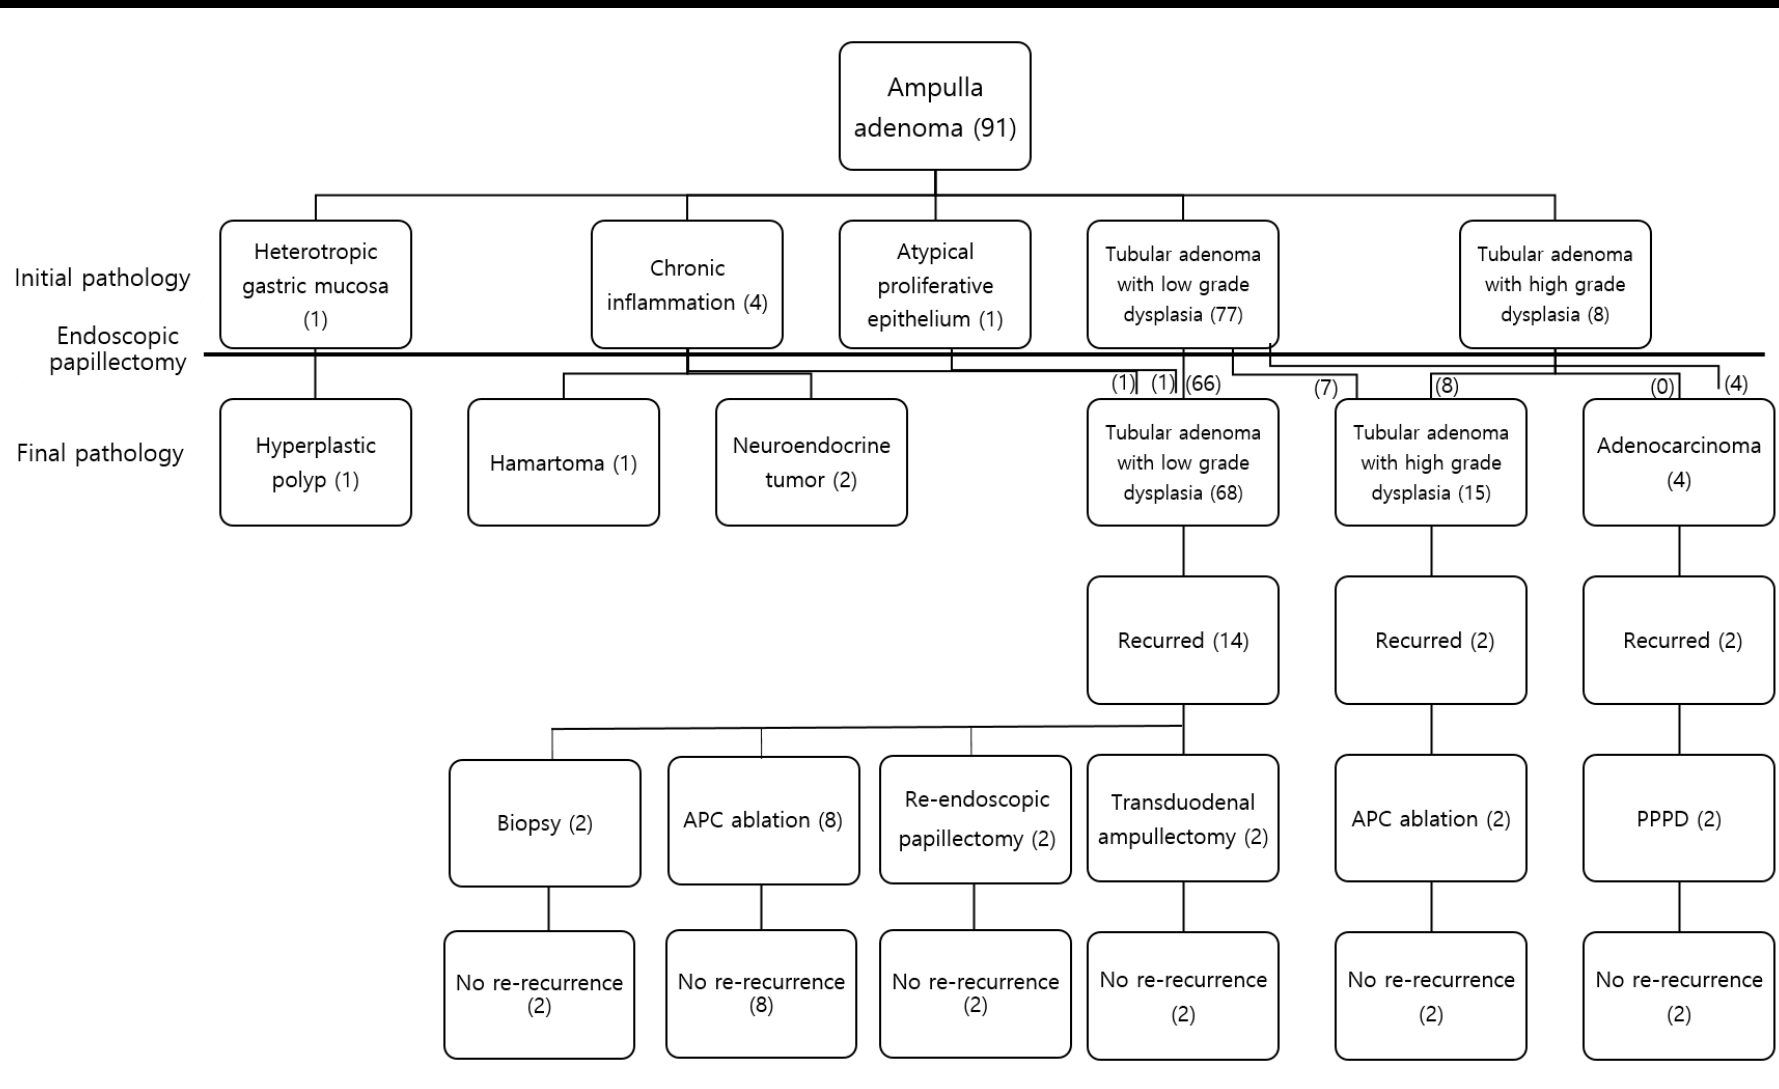 Ampulla
adenoma (91)
Initial pathology
Heterotropic
gastric mucosa
(1)
Chronic
inflammation (4)
Atypical
proliferative
epithelium (1)
Tubular adenoma
with low grade
dysplasia (77)
Tubular adenoma
with high grade
dysplasia (8)
Endoscopic
papillectomy
(1)
(1)
(66)
(7)
(8)
(0)
(4)
Final pathology
Hyperplastic
polyp (1)
Hamartoma (1)
Neuroendocrine
tumor (2)
Tubular adenoma
with low grade
dysplasia (68)
Tubular adenoma
with high grade
dysplasia (15)
Adenocarcinoma
(4)
Recurred (14)
Recurred (2)
Recurred (2)
Biopsy (2)
APC ablation (8)
Re-endoscopic
papillectomy (2)
Transduodenal
ampullectomy (2)
APC ablation (2)
PPPD (2)
No re-recurrence
(2)
No re-recurrence
(8)
No re-recurrence
(2)
No re-recurrence
(2)
No re-recurrence
(2)
No re-recurrence
(2)